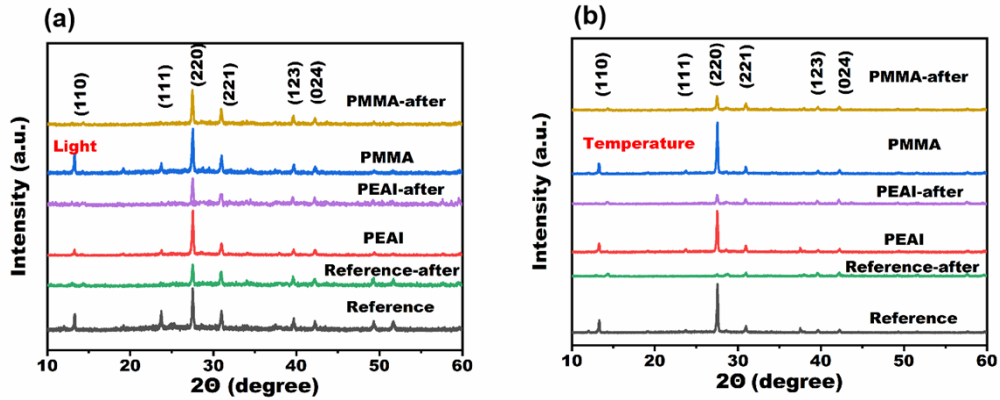 (a)
(110)
(111)
(220)
(221)
(123)
(024)
PMMA-after
Light
PMMA
PEAI-after
PEAI
Reference-after
Reference
Intensity (a.u.)
10 20 30 40 50 60
2Θ (degree)
(b)
(110)
(111)
(220)
(221)
(123)
(024)
PMMA-after
Temperature
PMMA
PEAI-after
PEAI
Reference-after
Reference
Intensity (a.u.)
10 20 30 40 50 60
2Θ (degree)